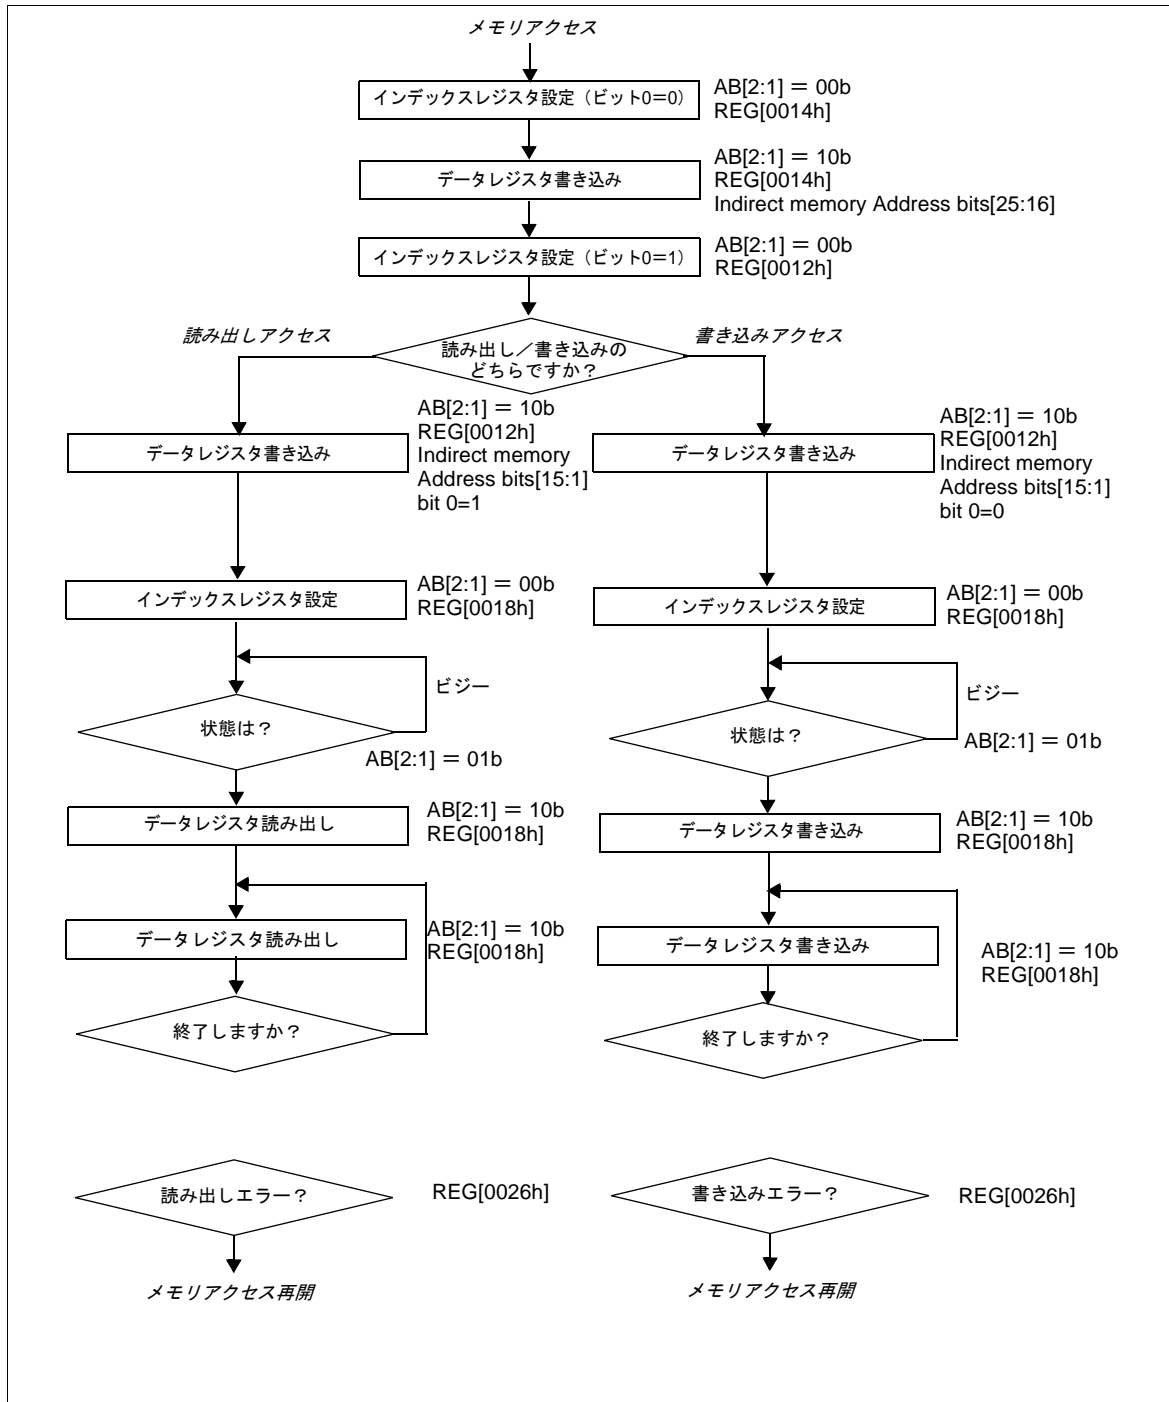 メモリアクセス
インデックスレジスタ設定（ビット0＝0）
AB[2:1] ＝ 00b
REG[0014h]
データレジスタ書き込み
AB[2:1] ＝ 10b
REG[0014h]
Indirect memory Address bits[25:16]
インデックスレジスタ設定（ビット0＝1）
AB[2:1] ＝ 00b
REG[0012h]
読み出しアクセス
書き込みアクセス
読み出し／書き込みの
どちらですか？
データレジスタ書き込み
AB[2:1] ＝ 10b
REG[0012h]
Indirect memory
Address bits[15:1]
bit 0=1
データレジスタ書き込み
AB[2:1] ＝ 10b
REG[0012h]
Indirect memory
Address bits[15:1]
bit 0=0
インデックスレジスタ設定
AB[2:1] ＝ 00b
REG[0018h]
インデックスレジスタ設定
AB[2:1] ＝ 00b
REG[0018h]
ビジー
状態は？
AB[2:1] ＝ 01b
ビジー
状態は？
AB[2:1] ＝ 01b
データレジスタ読み出し
AB[2:1] ＝ 10b
REG[0018h]
データレジスタ書き込み
AB[2:1] ＝ 10b
REG[0018h]
データレジスタ読み出し
AB[2:1] ＝ 10b
REG[0018h]
データレジスタ書き込み
AB[2:1] ＝ 10b
REG[0018h]
終了しますか？
終了しますか？
読み出しエラー？
REG[0026h]
書き込みエラー？
REG[0026h]
メモリアクセス再開
メモリアクセス再開